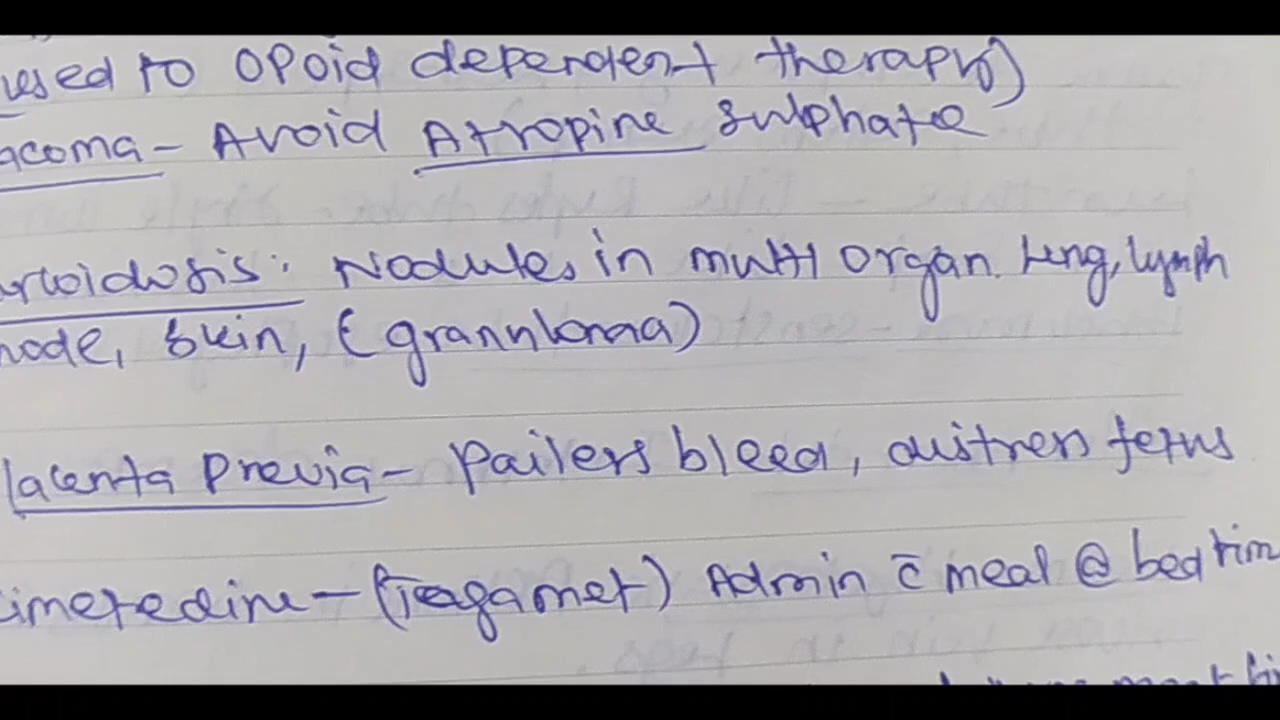 used to opoid dependent therapy)
acoma - Avoid Atropine sulphate
arcoidosis: Nodules in multi organ. Lung, lymph
node, skin, (granuloma)
lacenta Previa - Painless bleed, distress fetus
imetedine - (Tagamet) Admin c̄ meal @ bed tim